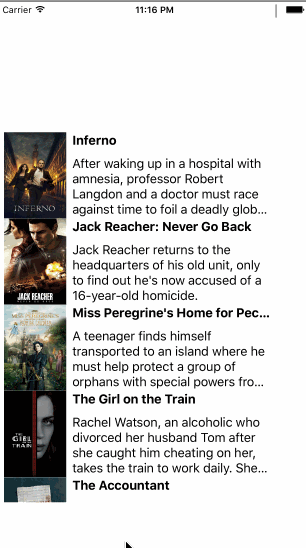 Carrier 11:16 PM
Inferno
After waking up in a hospital with
amnesia, professor Robert
Langdon and a doctor must race
against time to foil a deadly glob...
INFERNO
Jack Reacher: Never Go Back
Jack Reacher returns to the
headquarters of his old unit, only
to find out he's now accused of a
16-year-old homicide.
JACK REACHER
Miss Peregrine's Home for Pec...
A teenager finds himself
transported to an island where he
must help protect a group of
orphans with special powers fro...
The Girl on the Train
Rachel Watson, an alcoholic who
divorced her husband Tom after
she caught him cheating on her,
takes the train to work daily. She...
THE
GIRL
TRAIN
The Accountant